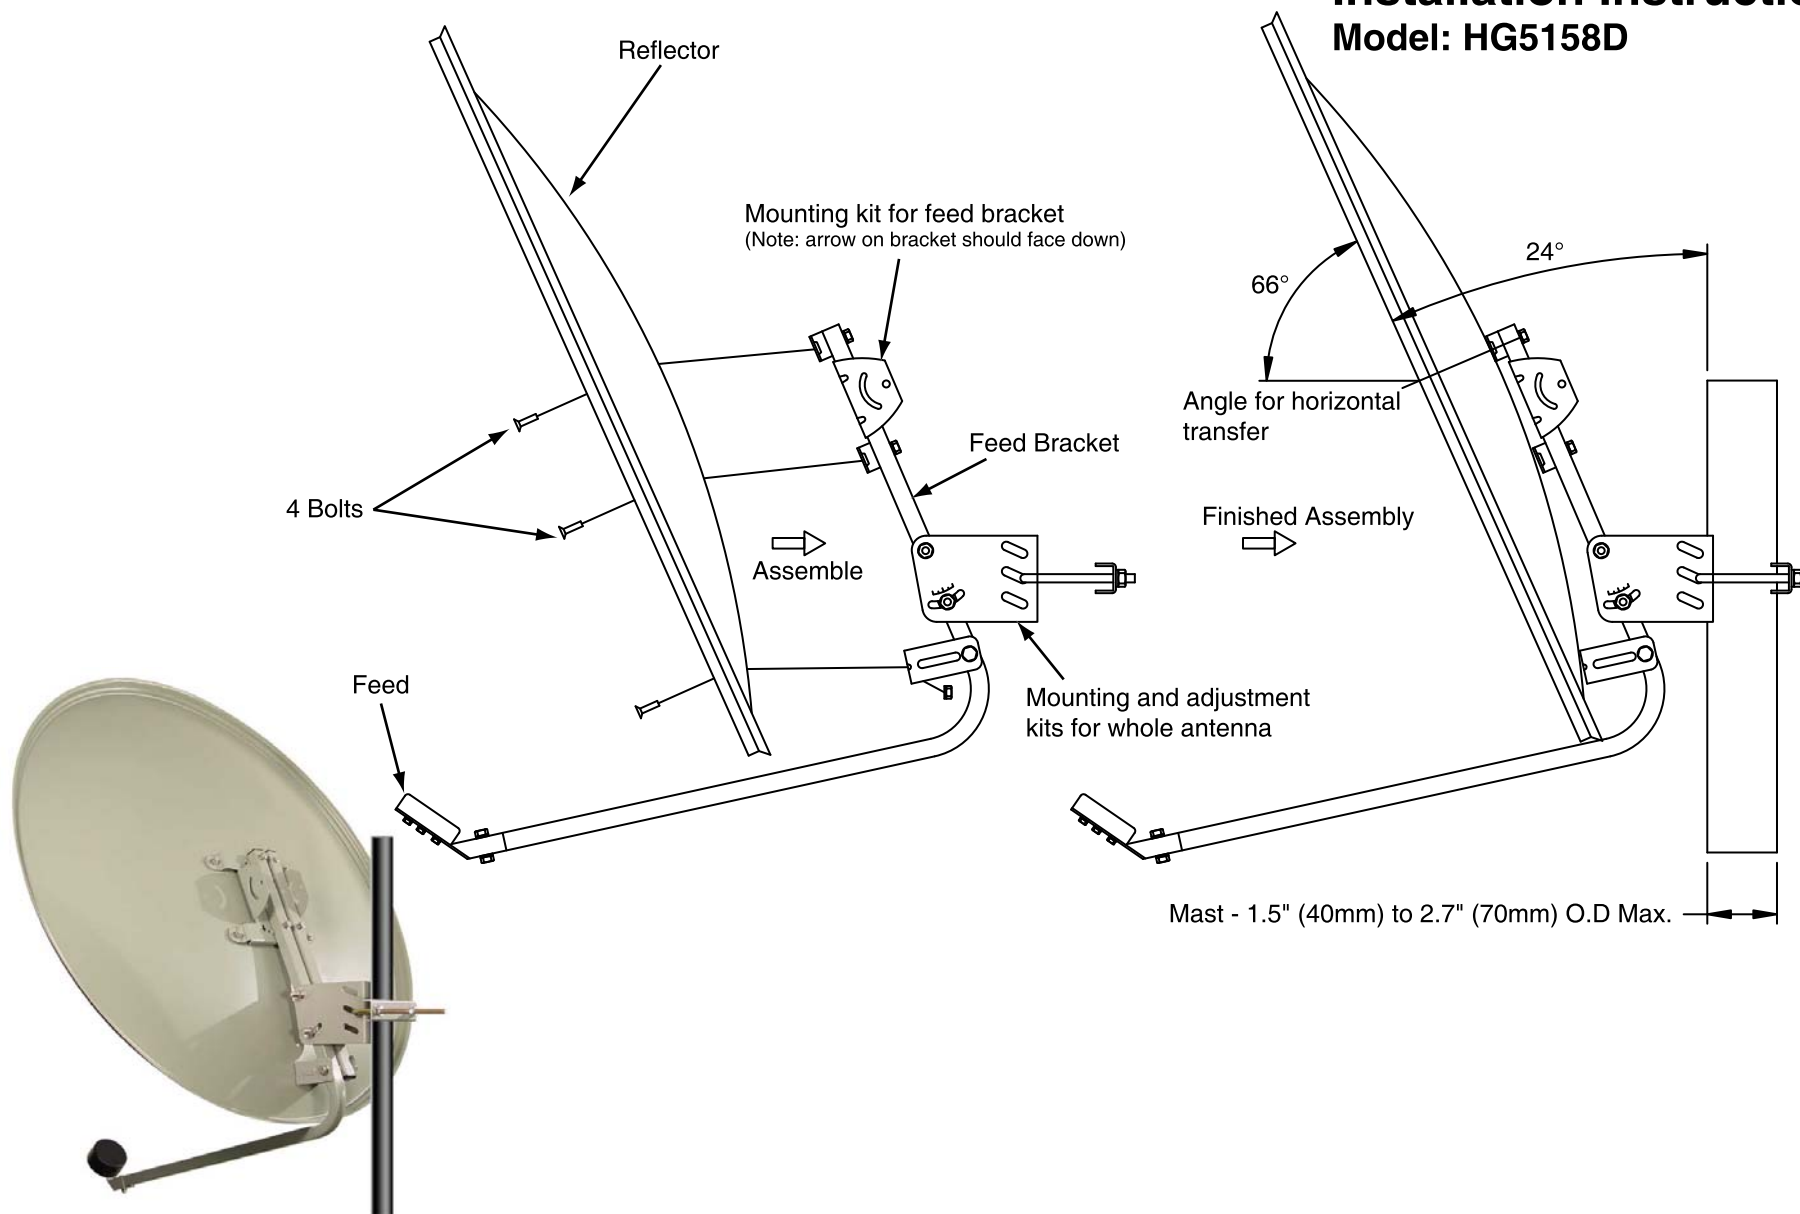 Model: HG5158D
Reflector
Mounting kit for feed bracket
(Note: arrow on bracket should face down)
24°
66°
Angle for horizontal
transfer
Feed Bracket
4 Bolts
Finished Assembly
Assemble
Feed
Mounting and adjustment
kits for whole antenna
Mast - 1.5" (40mm) to 2.7" (70mm) O.D Max.